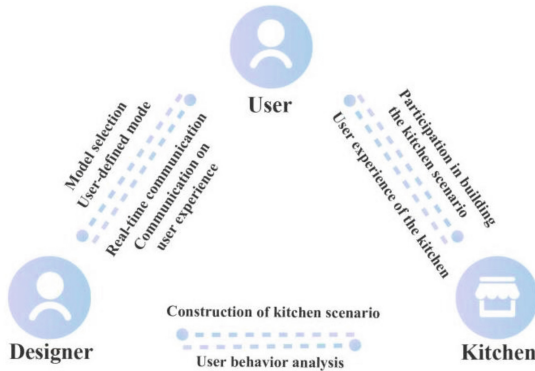 User
Model selection
User-defined mode
Real-time communication
Communication on
user experience
Participation in building
the kitchen scenario
User experience of the kitchen
Designer
Construction of kitchen scenario
User behavior analysis
Kitchen